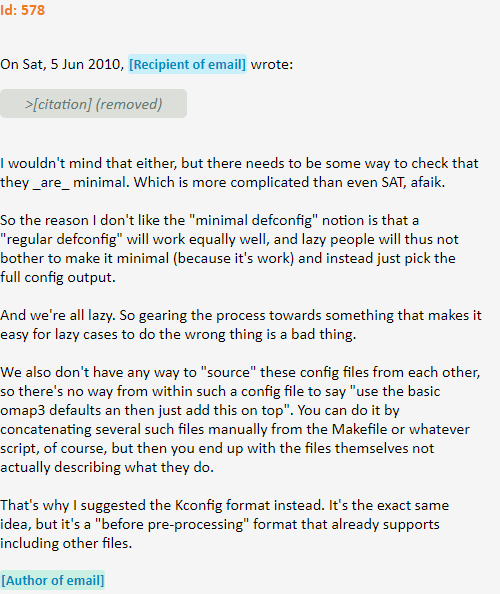 Id: 578
On Sat, 5 Jun 2010, [Recipient of email] wrote:
>[citation] (removed)
I wouldn't mind that either, but there needs to be some way to check that
they _are_ minimal. Which is more complicated than even SAT, afaik.
So the reason I don't like the "minimal defconfig" notion is that a
"regular defconfig" will work equally well, and lazy people will thus not
bother to make it minimal (because it's work) and instead just pick the
full config output.
And we're all lazy. So gearing the process towards something that makes it
easy for lazy cases to do the wrong thing is a bad thing.
We also don't have any way to "source" these config files from each other,
so there's no way from within such a config file to say "use the basic
omap3 defaults an then just add this on top". You can do it by
concatenating several such files manually from the Makefile or whatever
script, of course, but then you end up with the files themselves not
actually describing what they do.
That's why I suggested the Kconfig format instead. It's the exact same
idea, but it's a "before pre-processing" format that already supports
including other files.
[Author of email]